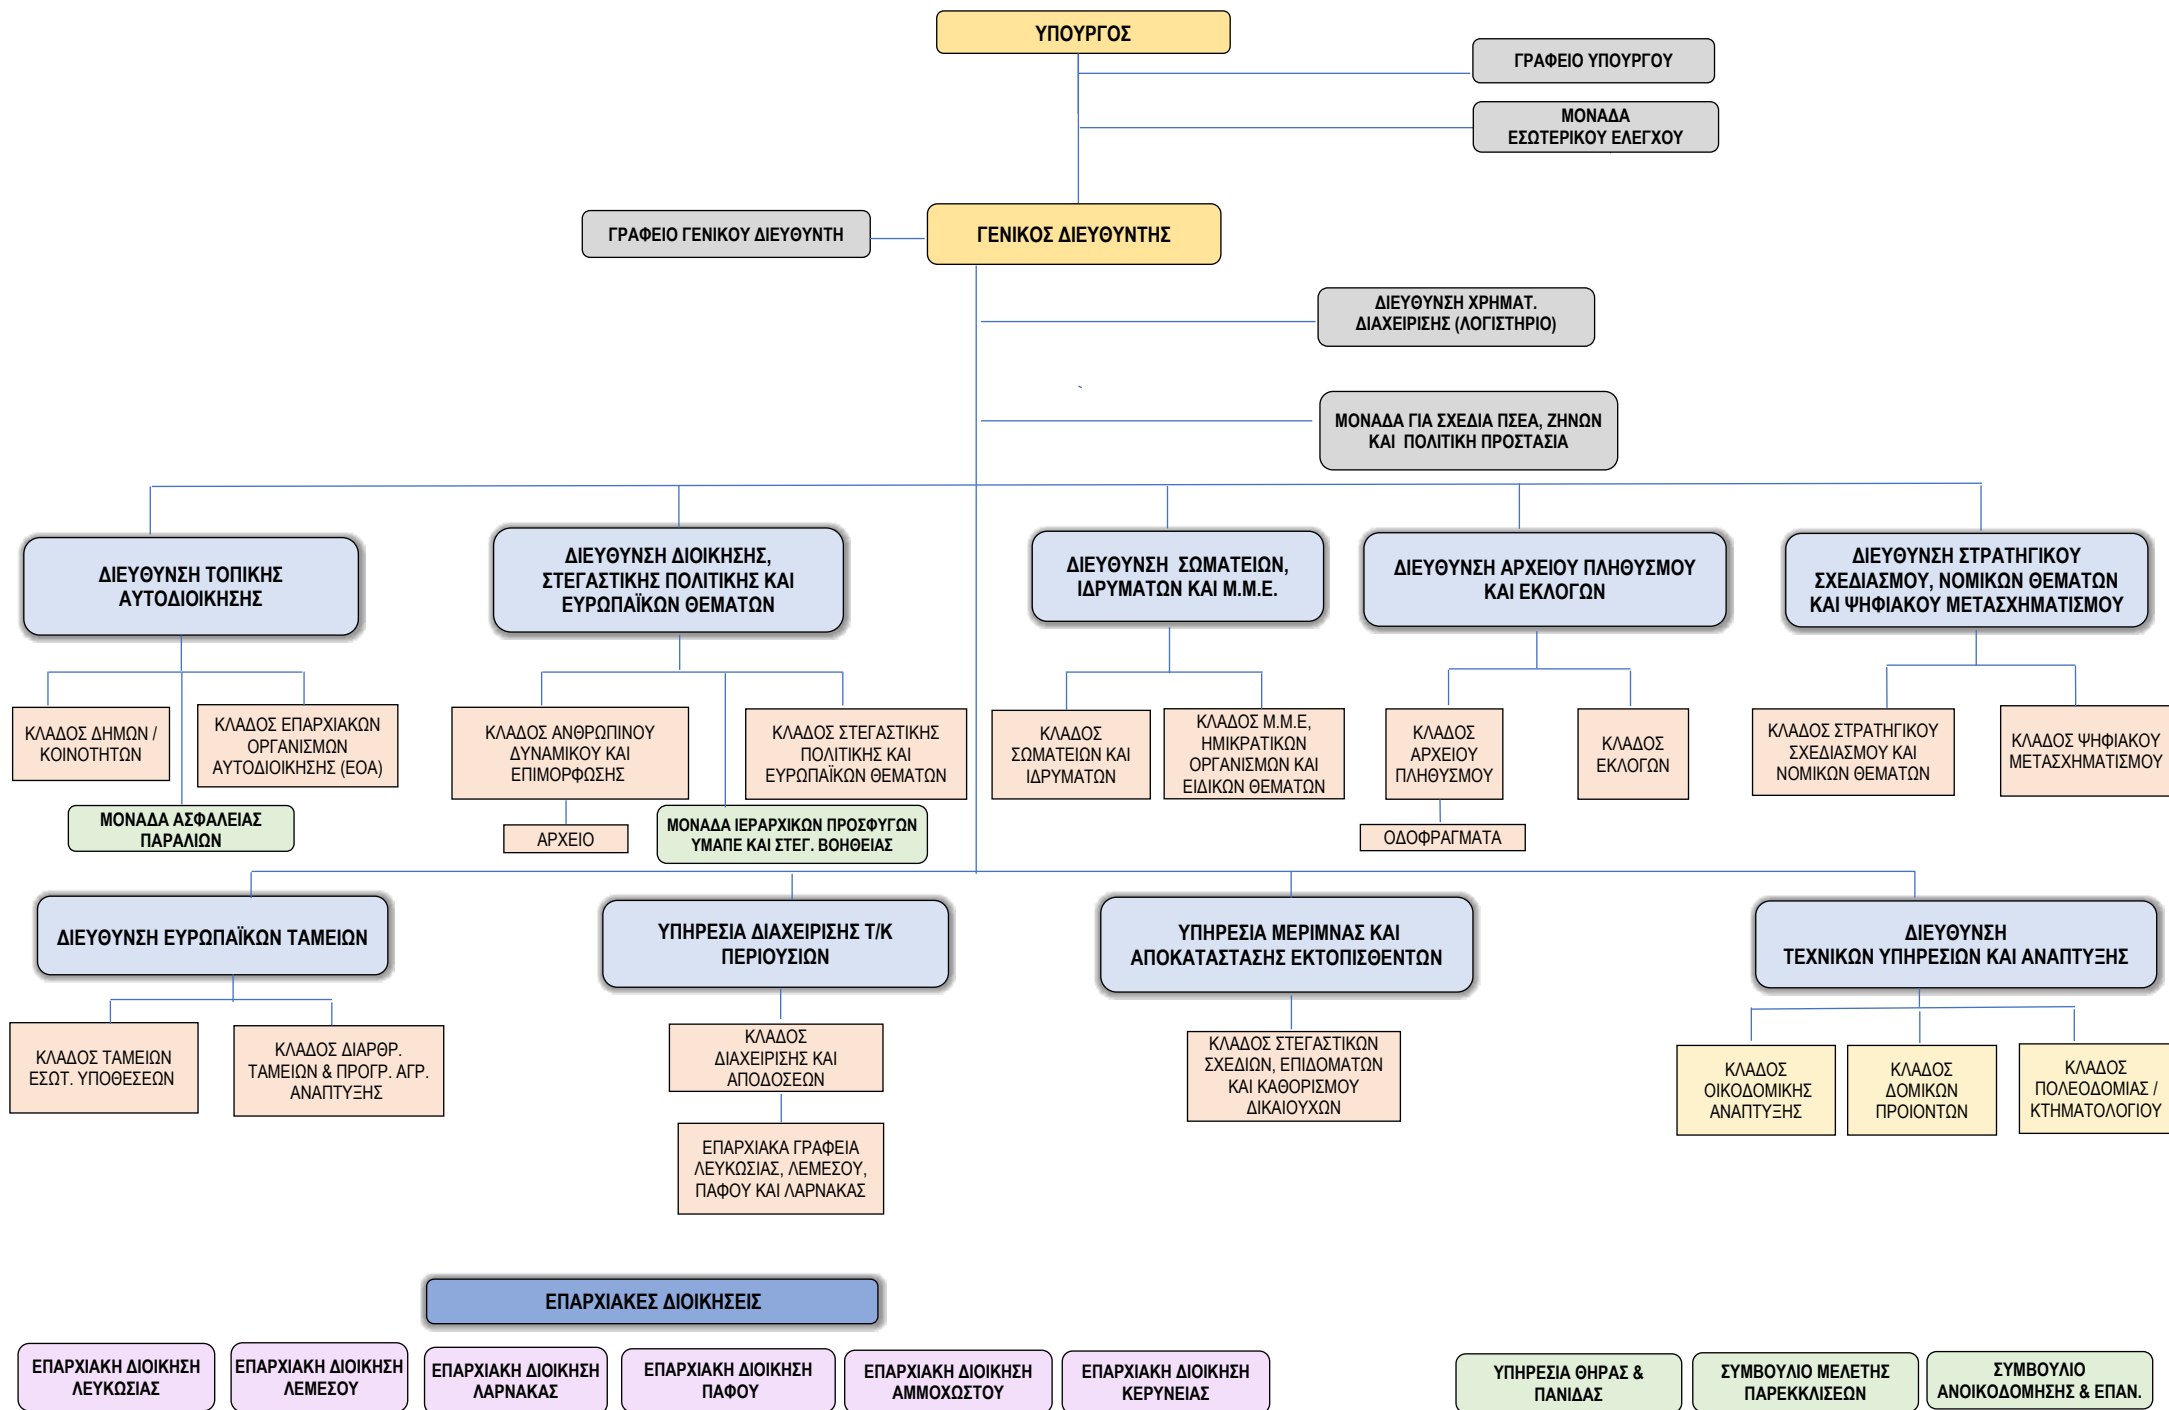 ΥΠΟΥΡΓΟΣ
ΓΡΑΦΕΙΟ ΥΠΟΥΡΓΟΥ
ΜΟΝΑΔΑ
ΕΣΩΤΕΡΙΚΟΥ ΕΛΕΓΧΟΥ
ΓΡΑΦΕΙΟ ΓΕΝΙΚΟΥ ΔΙΕΥΘΥΝΤΗ
ΓΕΝΙΚΟΣ ΔΙΕΥΘΥΝΤΗΣ
ΔΙΕΥΘΥΝΣΗ ΧΡΗΜΑΤ.
ΔΙΑΧΕΙΡΙΣΗΣ (ΛΟΓΙΣΤΗΡΙΟ)
ΜΟΝΑΔΑ ΓΙΑ ΣΧΕΔΙΑ ΠΣΕΑ, ΖΗΝΩΝ
ΚΑΙ ΠΟΛΙΤΙΚΗ ΠΡΟΣΤΑΣΙΑ
ΔΙΕΥΘΥΝΣΗ ΤΟΠΙΚΗΣ
ΑΥΤΟΔΙΟΙΚΗΣΗΣ
ΔΙΕΥΘΥΝΣΗ ΔΙΟΙΚΗΣΗΣ,
ΣΤΕΓΑΣΤΙΚΗΣ ΠΟΛΙΤΙΚΗΣ ΚΑΙ
ΕΥΡΩΠΑΪΚΩΝ ΘΕΜΑΤΩΝ
ΔΙΕΥΘΥΝΣΗ ΣΩΜΑΤΕΙΩΝ,
ΙΔΡΥΜΑΤΩΝ ΚΑΙ Μ.Μ.Ε.
ΔΙΕΥΘΥΝΣΗ ΑΡΧΕΙΟΥ ΠΛΗΘΥΣΜΟΥ
ΚΑΙ ΕΚΛΟΓΩΝ
ΔΙΕΥΘΥΝΣΗ ΣΤΡΑΤΗΓΙΚΟΥ
ΣΧΕΔΙΑΣΜΟΥ, ΝΟΜΙΚΩΝ ΘΕΜΑΤΩΝ
ΚΑΙ ΨΗΦΙΑΚΟΥ ΜΕΤΑΣΧΗΜΑΤΙΣΜΟΥ
ΚΛΑΔΟΣ ΔΗΜΩΝ /
ΚΟΙΝΟΤΗΤΩΝ
ΚΛΑΔΟΣ ΕΠΑΡΧΙΑΚΩΝ
ΟΡΓΑΝΙΣΜΩΝ
ΑΥΤΟΔΙΟΙΚΗΣΗΣ (ΕΟΑ)
ΚΛΑΔΟΣ ΑΝΘΡΩΠΙΝΟΥ
ΔΥΝΑΜΙΚΟΥ ΚΑΙ
ΕΠΙΜΟΡΦΩΣΗΣ
ΚΛΑΔΟΣ ΣΤΕΓΑΣΤΙΚΗΣ
ΠΟΛΙΤΙΚΗΣ ΚΑΙ
ΕΥΡΩΠΑΪΚΩΝ ΘΕΜΑΤΩΝ
ΚΛΑΔΟΣ
ΣΩΜΑΤΕΙΩΝ ΚΑΙ
ΙΔΡΥΜΑΤΩΝ
ΚΛΑΔΟΣ Μ.Μ.Ε,
ΗΜΙΚΡΑΤΙΚΩΝ
ΟΡΓΑΝΙΣΜΩΝ ΚΑΙ
ΕΙΔΙΚΩΝ ΘΕΜΑΤΩΝ
ΚΛΑΔΟΣ
ΑΡΧΕΙΟΥ
ΠΛΗΘΥΣΜΟΥ
ΚΛΑΔΟΣ
ΕΚΛΟΓΩΝ
ΚΛΑΔΟΣ ΣΤΡΑΤΗΓΙΚΟΥ
ΣΧΕΔΙΑΣΜΟΥ ΚΑΙ
ΝΟΜΙΚΩΝ ΘΕΜΑΤΩΝ
ΚΛΑΔΟΣ ΨΗΦΙΑΚΟΥ
ΜΕΤΑΣΧΗΜΑΤΙΣΜΟΥ
ΜΟΝΑΔΑ ΑΣΦΑΛΕΙΑΣ
ΠΑΡΑΛΙΩΝ
ΑΡΧΕΙΟ
ΜΟΝΑΔΑ ΙΕΡΑΡΧΙΚΩΝ ΠΡΟΣΦΥΓΩΝ
ΥΜΑΠΕ ΚΑΙ ΣΤΕΓ. ΒΟΗΘΕΙΑΣ
ΟΔΟΦΡΑΓΜΑΤΑ
ΔΙΕΥΘΥΝΣΗ ΕΥΡΩΠΑΪΚΩΝ ΤΑΜΕΙΩΝ
ΥΠΗΡΕΣΙΑ ΔΙΑΧΕΙΡΙΣΗΣ Τ/Κ
ΠΕΡΙΟΥΣΙΩΝ
ΥΠΗΡΕΣΙΑ ΜΕΡΙΜΝΑΣ ΚΑΙ
ΑΠΟΚΑΤΑΣΤΑΣΗΣ ΕΚΤΟΠΙΣΘΕΝΤΩΝ
ΔΙΕΥΘΥΝΣΗ
ΤΕΧΝΙΚΩΝ ΥΠΗΡΕΣΙΩΝ ΚΑΙ ΑΝΑΠΤΥΞΗΣ
ΚΛΑΔΟΣ ΤΑΜΕΙΩΝ
ΕΣΩΤ. ΥΠΟΘΕΣΕΩΝ
ΚΛΑΔΟΣ ΔΙΑΡΘΡ.
ΤΑΜΕΙΩΝ & ΠΡΟΓΡ. ΑΓΡ.
ΑΝΑΠΤΥΞΗΣ
ΚΛΑΔΟΣ
ΔΙΑΧΕΙΡΙΣΗΣ ΚΑΙ
ΑΠΟΔΟΣΕΩΝ
ΚΛΑΔΟΣ ΣΤΕΓΑΣΤΙΚΩΝ
ΣΧΕΔΙΩΝ, ΕΠΙΔΟΜΑΤΩΝ
ΚΑΙ ΚΑΘΟΡΙΣΜΟΥ
ΔΙΚΑΙΟΥΧΩΝ
ΚΛΑΔΟΣ
ΟΙΚΟΔΟΜΙΚΗΣ
ΑΝΑΠΤΥΞΗΣ
ΚΛΑΔΟΣ
ΔΟΜΙΚΩΝ
ΠΡΟΙΟΝΤΩΝ
ΚΛΑΔΟΣ
ΠΟΛΕΟΔΟΜΙΑΣ /
ΚΤΗΜΑΤΟΛΟΓΙΟΥ
ΕΠΑΡΧΙΑΚΑ ΓΡΑΦΕΙΑ
ΛΕΥΚΩΣΙΑΣ, ΛΕΜΕΣΟΥ,
ΠΑΦΟΥ ΚΑΙ ΛΑΡΝΑΚΑΣ
ΕΠΑΡΧΙΑΚΕΣ ΔΙΟΙΚΗΣΕΙΣ
ΕΠΑΡΧΙΑΚΗ ΔΙΟΙΚΗΣΗ
ΛΕΥΚΩΣΙΑΣ
ΕΠΑΡΧΙΑΚΗ ΔΙΟΙΚΗΣΗ
ΛΕΜΕΣΟΥ
ΕΠΑΡΧΙΑΚΗ ΔΙΟΙΚΗΣΗ
ΛΑΡΝΑΚΑΣ
ΕΠΑΡΧΙΑΚΗ ΔΙΟΙΚΗΣΗ
ΠΑΦΟΥ
ΕΠΑΡΧΙΑΚΗ ΔΙΟΙΚΗΣΗ
ΑΜΜΟΧΩΣΤΟΥ
ΕΠΑΡΧΙΑΚΗ ΔΙΟΙΚΗΣΗ
ΚΕΡΥΝΕΙΑΣ
ΥΠΗΡΕΣΙΑ ΘΗΡΑΣ &
ΠΑΝΙΔΑΣ
ΣΥΜΒΟΥΛΙΟ ΜΕΛΕΤΗΣ
ΠΑΡΕΚΚΛΙΣΕΩΝ
ΣΥΜΒΟΥΛΙΟ
ΑΝΟΙΚΟΔΟΜΗΣΗΣ & ΕΠΑΝ.